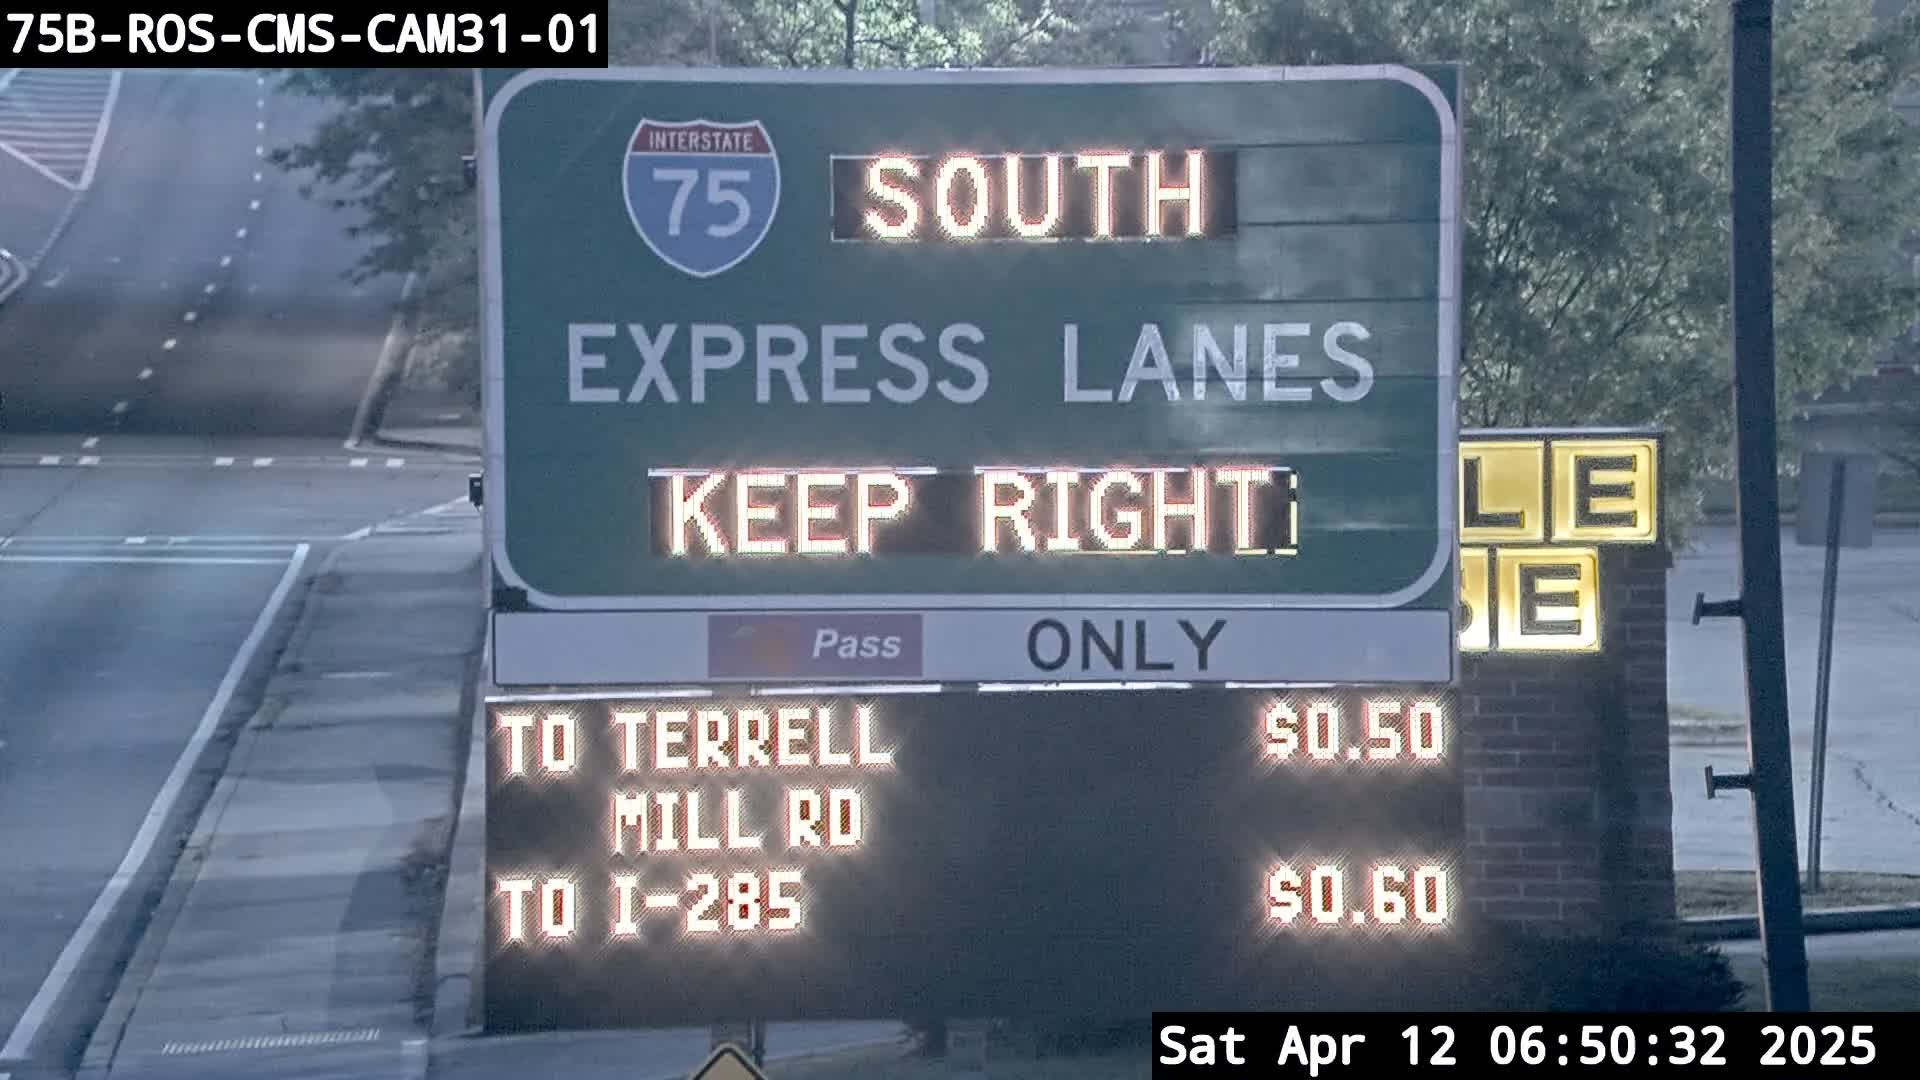 75B-ROS-CMS-CAM31-01
INTERSTATE
75
SOUTH
EXPRESS LANES
KEEP RIGHT
LE
E
Pass ONLY
TO TERRELL $0.50
MILL RD
TO I-285 $0.60
Sat Apr 12 06:50:32 2025